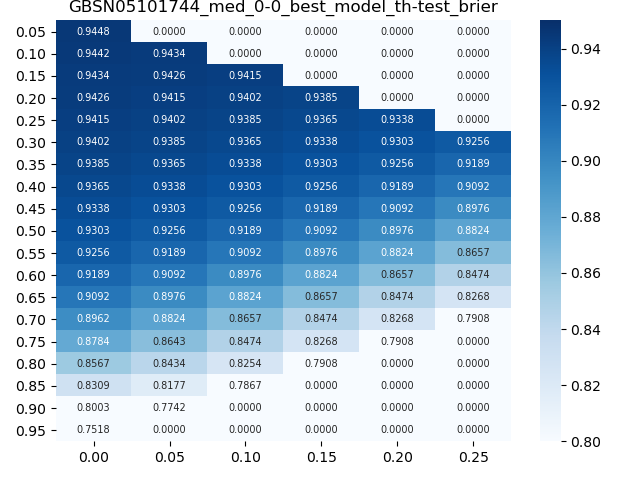 GBSN05101744_med_0-0_best_model_th-test_brier
0.05 0.9448 0.0000 0.0000 0.0000 0.0000 0.0000
0.10 0.9442 0.9434 0.0000 0.0000 0.0000 0.0000
0.15 0.9434 0.9426 0.9415 0.0000 0.0000 0.0000
0.20 0.9426 0.9415 0.9402 0.9385 0.0000 0.0000
0.25 0.9415 0.9402 0.9385 0.9365 0.9338 0.0000
0.30 0.9402 0.9385 0.9365 0.9338 0.9303 0.9256
0.35 0.9385 0.9365 0.9338 0.9303 0.9256 0.9189
0.40 0.9365 0.9338 0.9303 0.9256 0.9189 0.9092
0.45 0.9338 0.9303 0.9256 0.9189 0.9092 0.8976
0.50 0.9303 0.9256 0.9189 0.9092 0.8976 0.8824
0.55 0.9256 0.9189 0.9092 0.8976 0.8824 0.8657
0.60 0.9189 0.9092 0.8976 0.8824 0.8657 0.8474
0.65 0.9092 0.8976 0.8824 0.8657 0.8474 0.8268
0.70 0.8962 0.8824 0.8657 0.8474 0.8268 0.7908
0.75 0.8784 0.8643 0.8474 0.8268 0.7908 0.0000
0.80 0.8567 0.8434 0.8254 0.7908 0.0000 0.0000
0.85 0.8309 0.8177 0.7867 0.0000 0.0000 0.0000
0.90 0.8003 0.7742 0.0000 0.0000 0.0000 0.0000
0.95 0.7518 0.0000 0.0000 0.0000 0.0000 0.0000
0.00 0.05 0.10 0.15 0.20 0.25
0.94
0.92
0.90
0.88
0.86
0.84
0.82
0.80